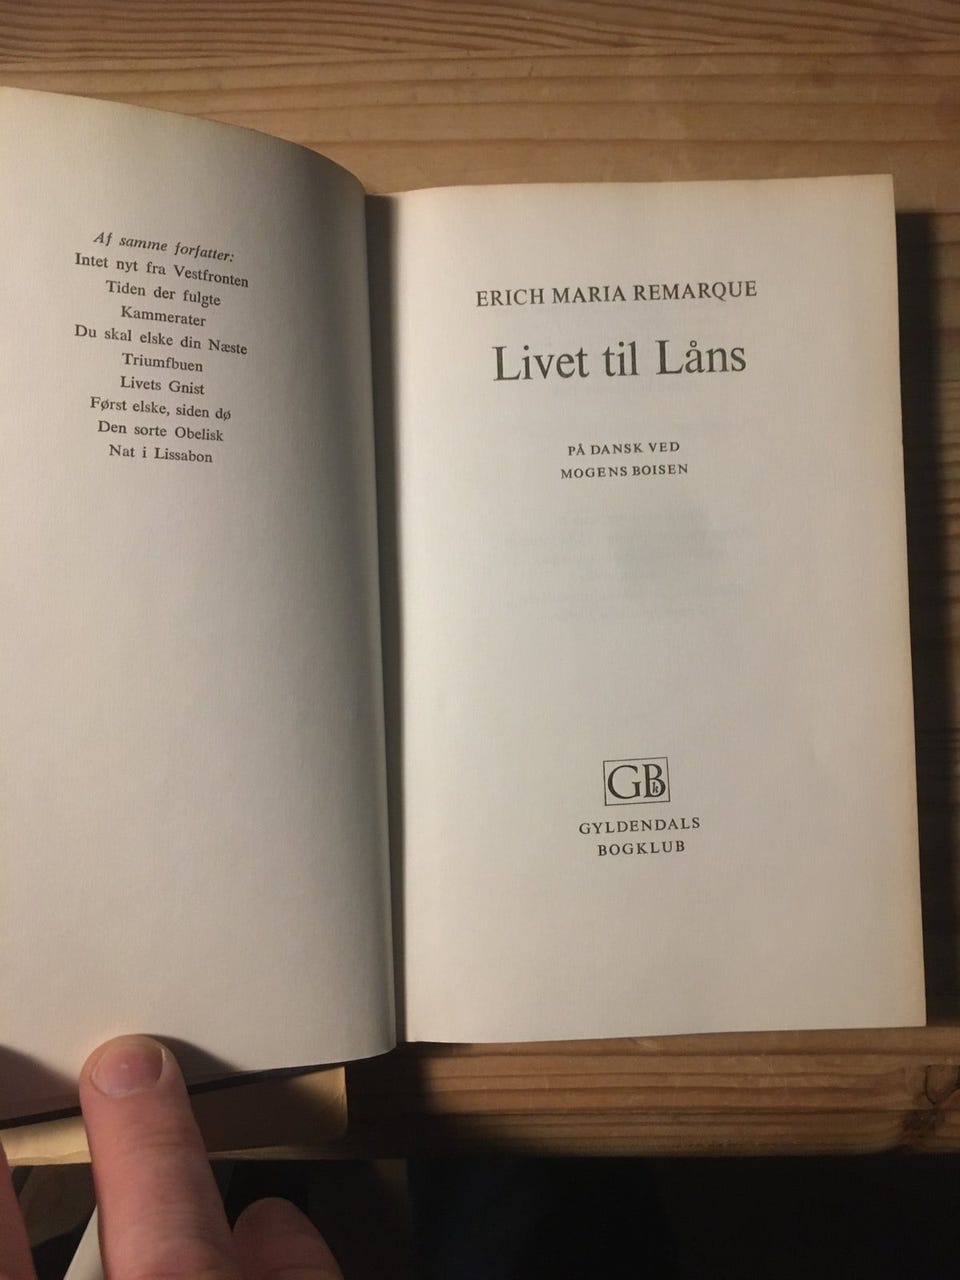 Af samme forfatter:
Intet nyt fra Vestfronten
Tiden der fulgte
Kammerater
Du skal elske din Næste
Triumfbuen
Livets Gnist
Først elske, siden dø
Den sorte Obelisk
Nat i Lissabon
ERICH MARIA REMARQUE
Livet til Låns
PÅ DANSK VED
MOGENS BOISEN
GBk
GYLDENDALS
BOGKLUB